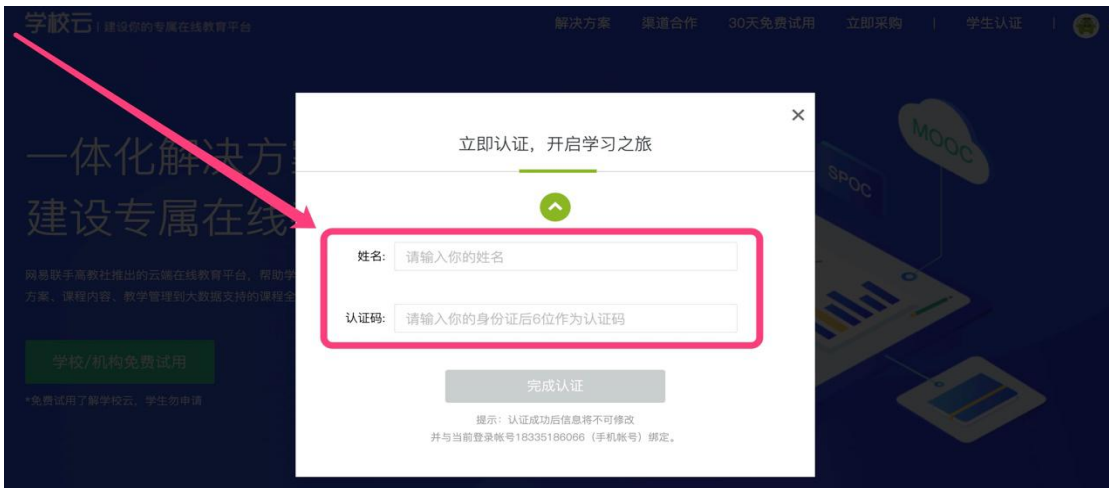 学校云 | 建设你的专属在线教育平台
解决方案 渠道合作 30天免费试用 立即采购 | 学生认证 |
一体化解决方
建设专属在线
网易联手高教社推出的云端在线教育平台，帮助学
方案、课程内容、教学管理到大数据支持的课程全
学校/机构免费试用
*免费试用了解学校云，学生勿申请
MOOC
SPOC
×
立即认证，开启学习之旅
姓名: 请输入你的姓名
认证码: 请输入你的身份证后6位作为认证码
完成认证
提示：认证成功后信息将不可修改
并与当前登录帐号18335186066（手机帐号）绑定。